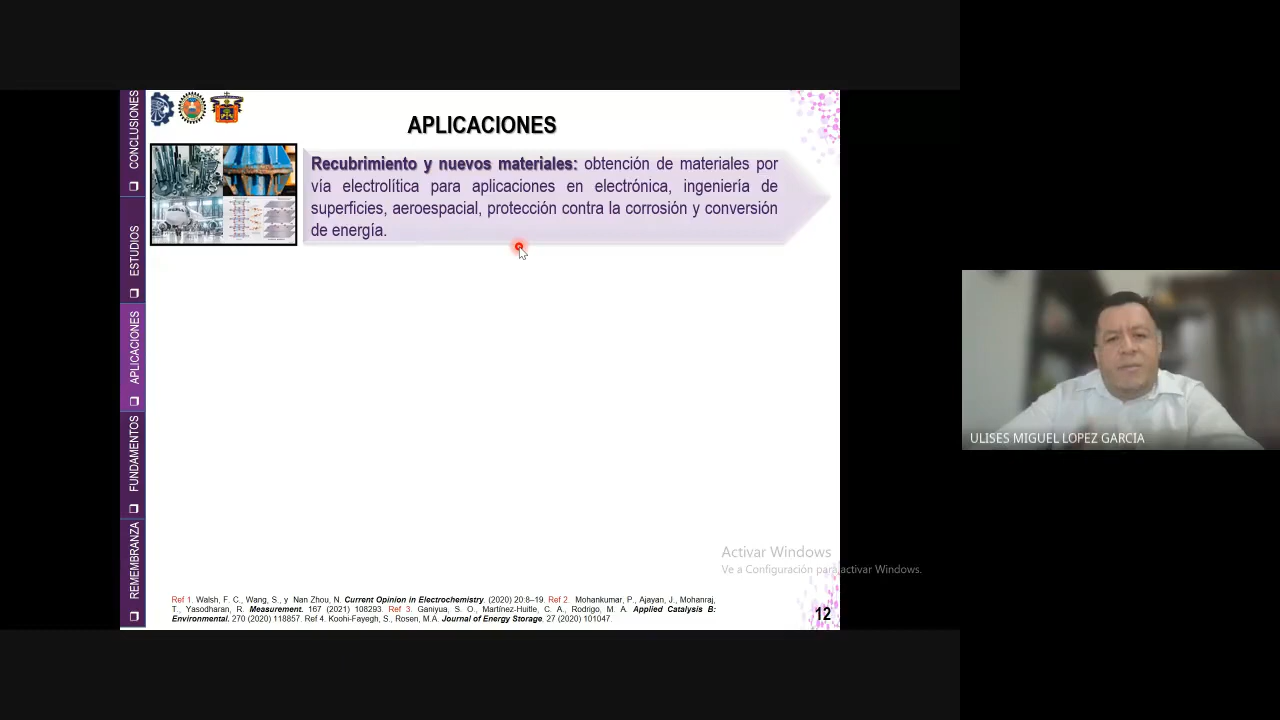 APLICACIONES
Recubrimiento y nuevos materiales: obtención de materiales por
vía electrolítica para aplicaciones en electrónica, ingeniería de
superficies, aeroespacial, protección contra la corrosión y conversión
de energía.
CONCLUSIONES
ESTUDIOS
APLICACIONES
FUNDAMENTOS
REMEMBRANZA
ULISES MIGUEL LOPEZ GARCIA
Activar Windows
Ve a Configuración para activar Windows.
Ref 1. Walsh, F. C., Wang, S., y Nan Zhou, N. Current Opinion in Electrochemistry. (2020) 20:8–19. Ref 2. Mohankumar, P., Ajayan, J., Mohanraj,
T., Yasodharan, R. Measurement. 167 (2021) 108293. Ref 3. Ganiyua, S. O., Martínez-Huitle, C. A., Rodrigo, M. A. Applied Catalysis B:
Environmental. 270 (2020) 118857. Ref 4. Koohi-Fayegh, S., Rosen, M.A. Journal of Energy Storage. 27 (2020) 101047.
12